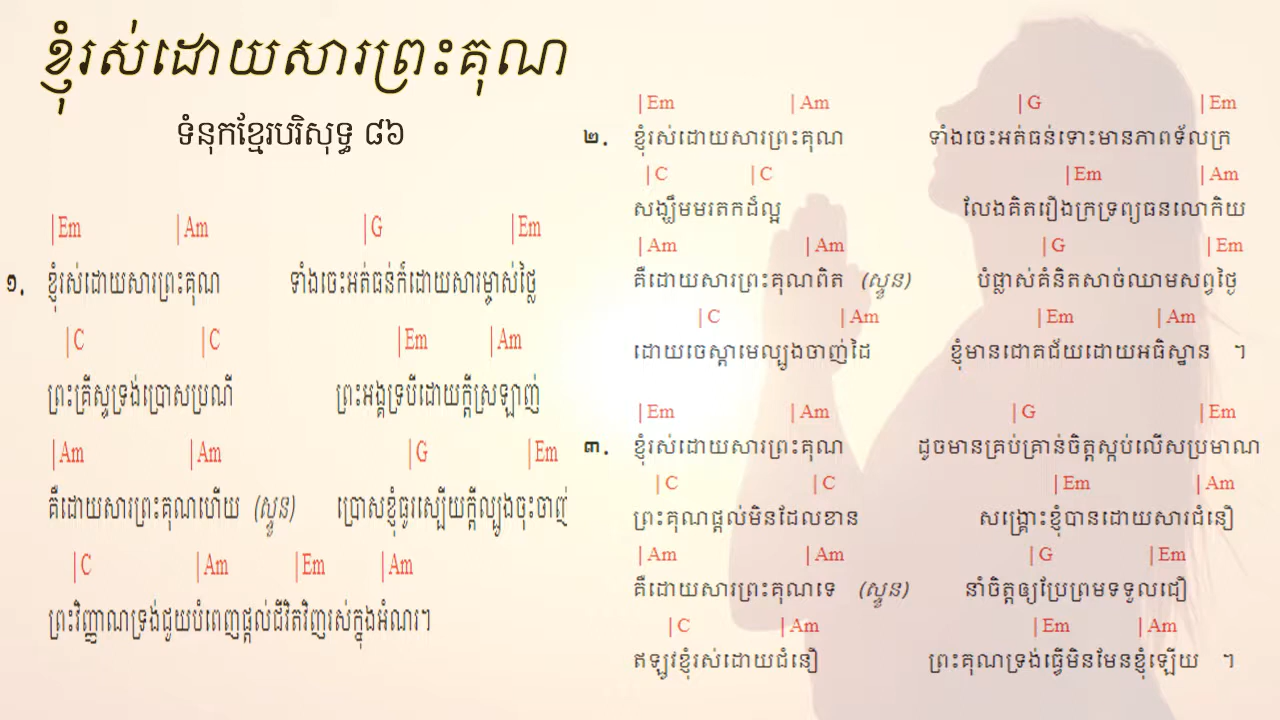 ខ្ញុំរស់ដោយសារព្រះគុណ
ទំនុកខ្មែរបរិសុទ្ធ ៨៦
|Em |Am |G |Em
១. ខ្ញុំរស់ដោយសារព្រះគុណ ទាំងចេះអត់ធន់ក៏ដោយសារម្ចាស់ថ្លៃ
|C |C |Em |Am
ព្រះគ្រីស្ទទ្រង់ប្រោសប្រណី ព្រះអង្គទ្របីដោយក្ដីស្រឡាញ់
|Am |Am |G |Em
គឺដោយសារព្រះគុណហើយ (ស្ទួន) ប្រោសខ្ញុំធូរស្បើយក្ដីល្បួងចុះចាញ់
|C |Am |Em |Am
ព្រះវិញ្ញាណទ្រង់ជួយបំពេញផ្ដល់ជីវិតវិញរស់ក្នុងអំណរ។
|Em |Am |G |Em
២. ខ្ញុំរស់ដោយសារព្រះគុណ ទាំងចេះអត់ធន់ទោះមានភាពទ័លក្រ
|C |C |Em |Am
សង្ឃឹមមរតកដ៏ល្អ លែងគិតរឿងក្រទ្រព្យធនលោកិយ
|Am |Am |G |Em
គឺដោយសារព្រះគុណពិត (ស្ទួន) បំផ្លាស់គំនិតសាច់ឈាមសព្វថ្ងៃ
|C |Am |Em |Am
ដោយចេស្ដាមេល្បួងចាញ់ដៃ ខ្ញុំមានជោគជ័យដោយអធិស្ឋាន ។
|Em |Am |G |Em
៣. ខ្ញុំរស់ដោយសារព្រះគុណ ដូចមានគ្រប់គ្រាន់ចិត្តស្កប់លើសប្រមាណ
|C |C |Em |Am
ព្រះគុណផ្ដល់មិនដែលខាន សង្គ្រោះខ្ញុំបានដោយសារជំនឿ
|Am |Am |G |Em
គឺដោយសារព្រះគុណទេ (ស្ទួន) នាំចិត្តឲ្យប្រែព្រមទទួលជឿ
|C |Am |Em |Am
ឥឡូវខ្ញុំរស់ដោយជំនឿ ព្រះគុណទ្រង់ធ្វើមិនមែនខ្ញុំឡើយ ។